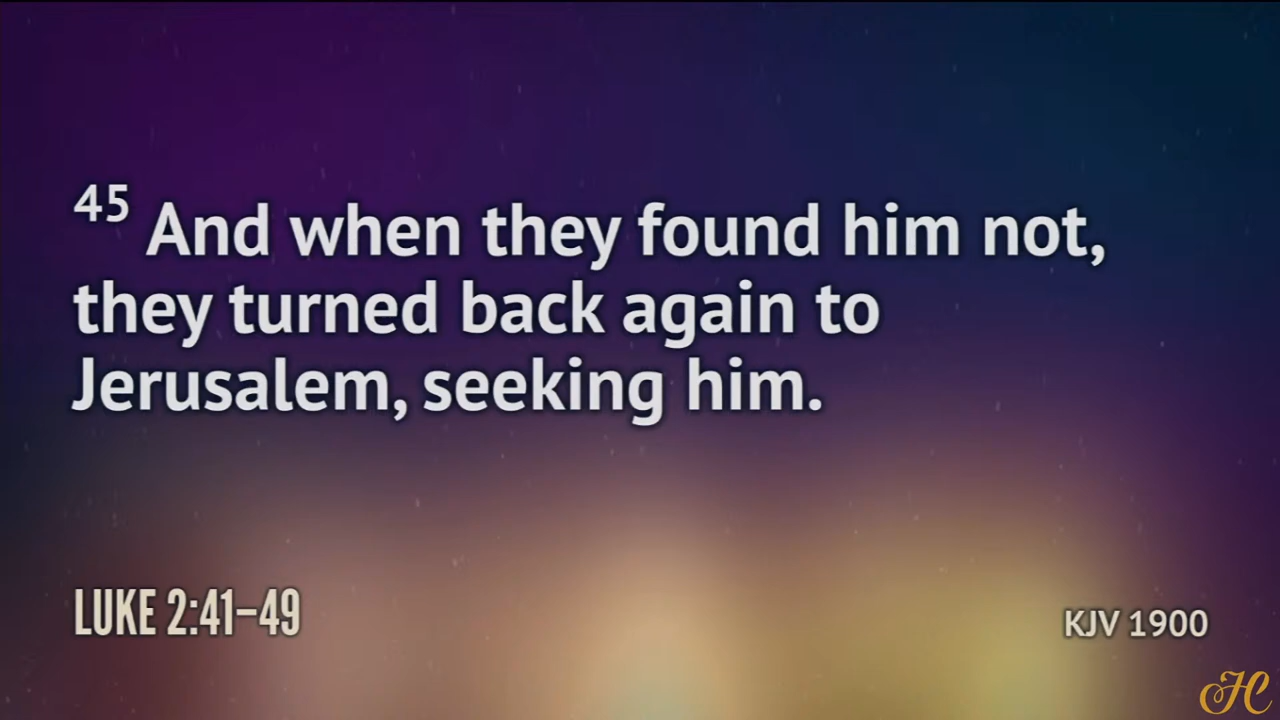 45 And when they found him not,
they turned back again to
Jerusalem, seeking him.
LUKE 2:41–49
KJV 1900
HC